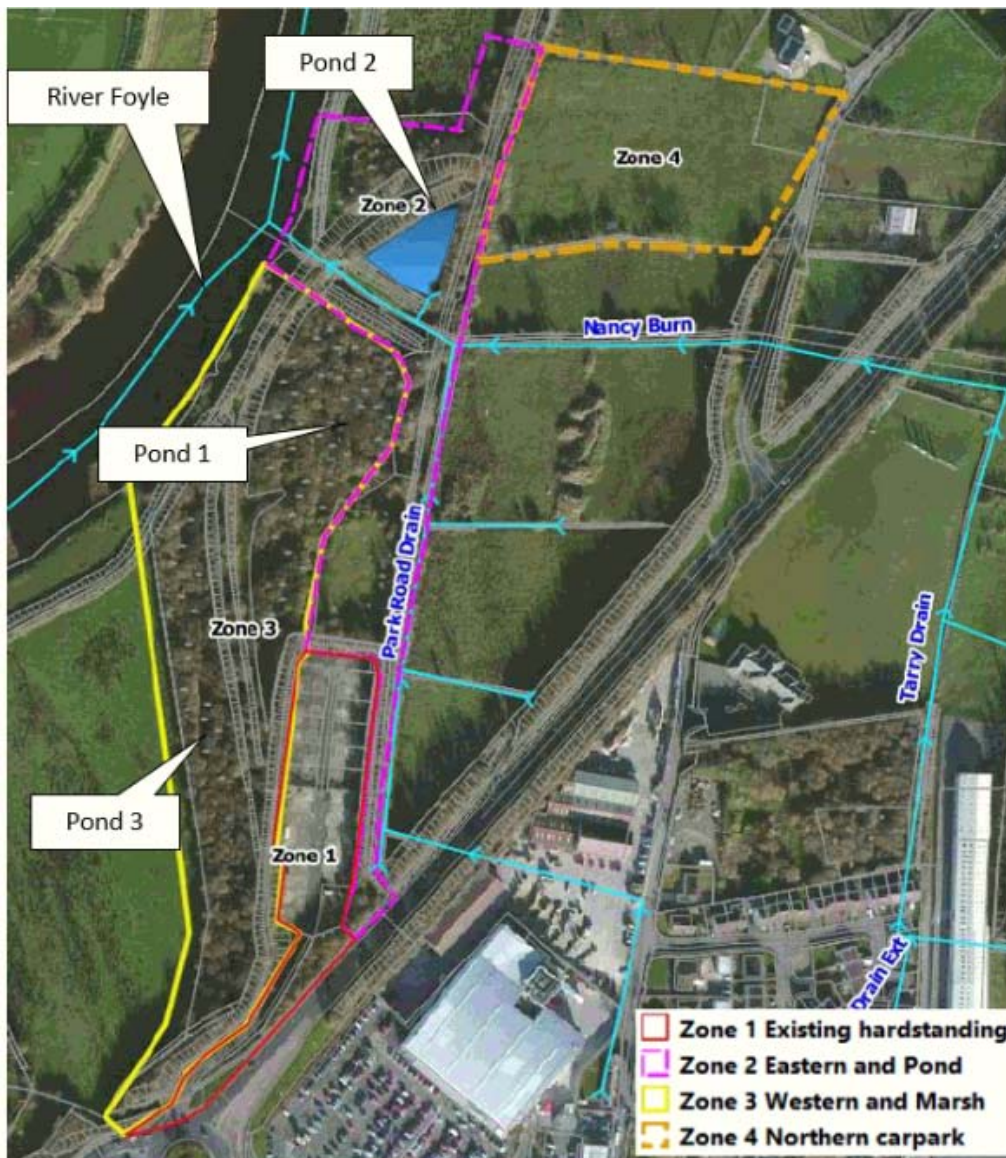 Pond 2
River Foyle
Zone 4
Zone 2
Nancy Burn
Pond 1
Park Road Drain
Zone 3
Tarry Drain
Pond 3
Zone 1
Drain Ext
Zone 1 Existing hardstanding
Zone 2 Eastern and Pond
Zone 3 Western and Marsh
Zone 4 Northern carpark